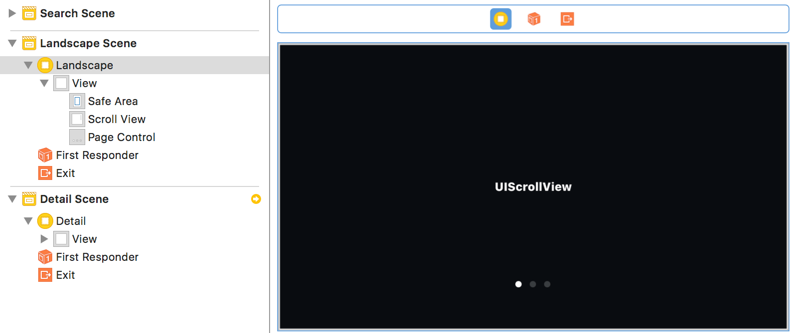 Search Scene
Landscape Scene
Landscape
View
Safe Area
Scroll View
Page Control
First Responder
Exit
Detail Scene
Detail
View
First Responder
Exit
UIScrollView